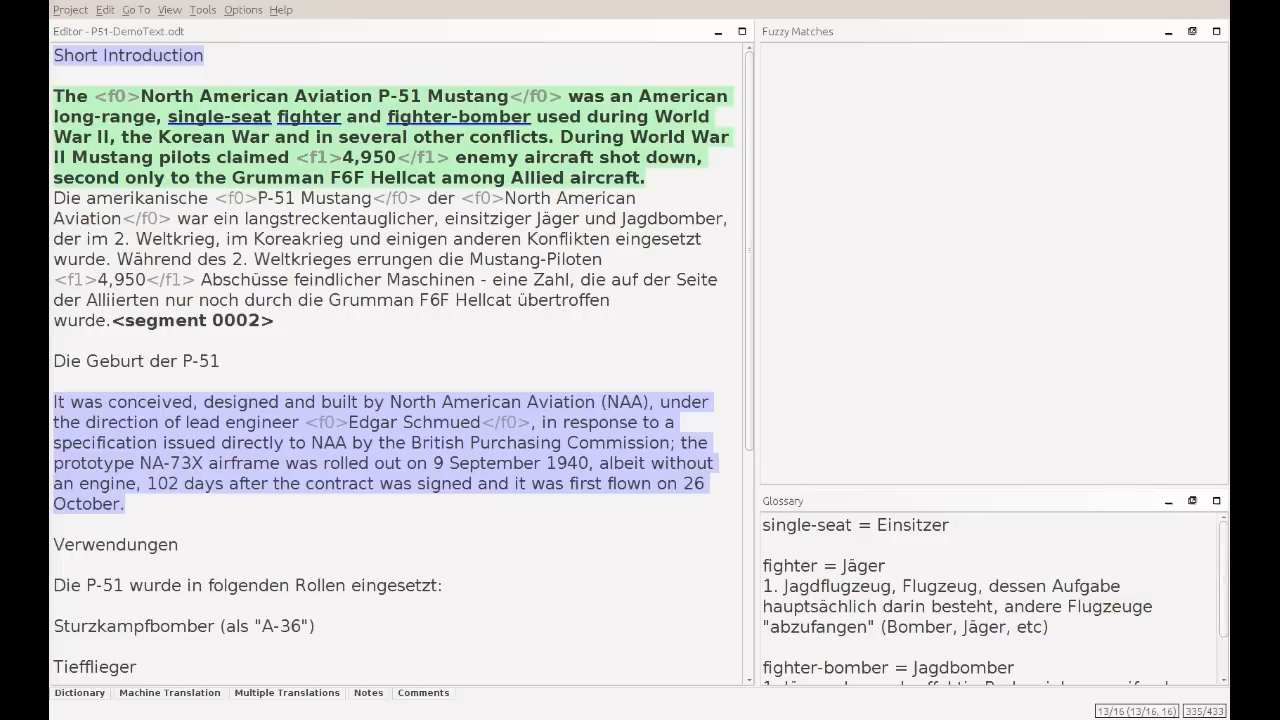 Project Edit Go To View Tools Options Help
Editor - P51-DemoText.odt
Short Introduction
The <f0>North American Aviation P-51 Mustang</f0> was an American
long-range, single-seat fighter and fighter-bomber used during World
War II, the Korean War and in several other conflicts. During World War
II Mustang pilots claimed <f1>4,950</f1> enemy aircraft shot down,
second only to the Grumman F6F Hellcat among Allied aircraft.
Die amerikanische <f0>P-51 Mustang</f0> der <f0>North American
Aviation</f0> war ein langstreckentauglicher, einsitziger Jäger und Jagdbomber,
der im 2. Weltkrieg, im Koreakrieg und einigen anderen Konflikten eingesetzt
wurde. Während des 2. Weltkrieges errungen die Mustang-Piloten
<f1>4,950</f1> Abschüsse feindlicher Maschinen - eine Zahl, die auf der Seite
der Alliierten nur noch durch die Grumman F6F Hellcat übertroffen
wurde.<segment 0002>
Die Geburt der P-51
It was conceived, designed and built by North American Aviation (NAA), under
the direction of lead engineer <f0>Edgar Schmued</f0>, in response to a
specification issued directly to NAA by the British Purchasing Commission; the
prototype NA-73X airframe was rolled out on 9 September 1940, albeit without
an engine, 102 days after the contract was signed and it was first flown on 26
October.
Verwendungen
Die P-51 wurde in folgenden Rollen eingesetzt:
Sturzkampfbomber (als "A-36")
Tiefflieger
Fuzzy Matches
Glossary
single-seat = Einsitzer
fighter = Jäger
1. Jagdflugzeug, Flugzeug, dessen Aufgabe
hauptsächlich darin besteht, andere Flugzeuge
"abzufangen" (Bomber, Jäger, etc)
fighter-bomber = Jagdbomber
Dictionary Machine Translation Multiple Translations Notes Comments
13/16 (13/16, 16) 335/433